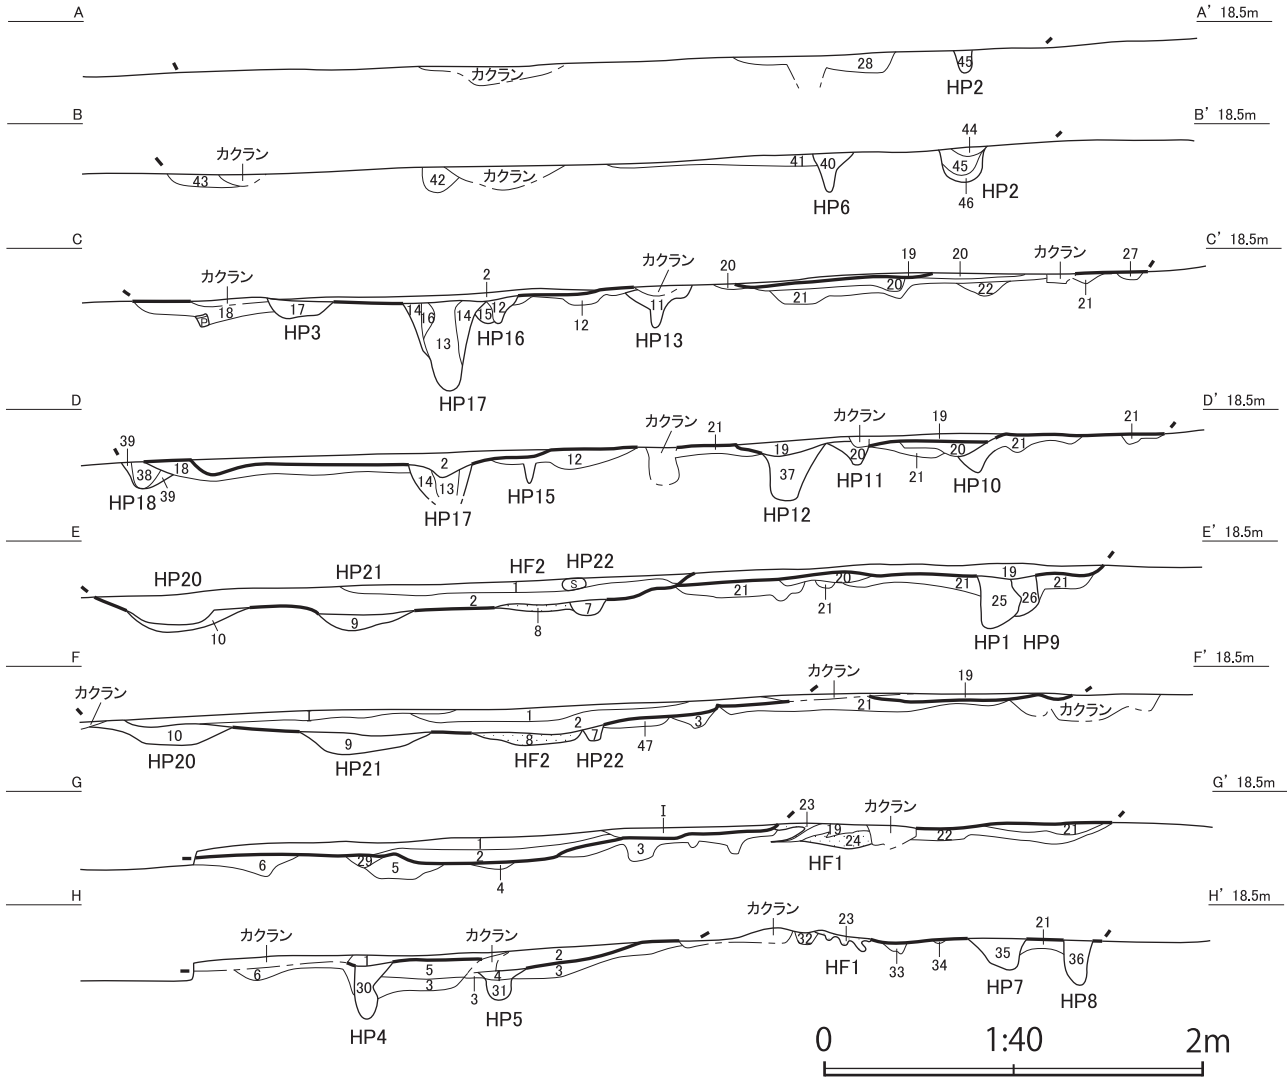 A A' 18.5m
カクラン 28 45
HP2
B B' 18.5m
カクラン 44
43 42 カクラン 41 40 45
HP6 46 HP2
C C' 18.5m
カクラン 2 カクラン 20 19 20 カクラン 27
18 P 17 14 16 13 14 15 12 12 11 21 20 22 21
HP3 HP16 HP13
HP17
D D' 18.5m
39 カクラン 21 カクラン 19 21
38 18 39 2 14 13 12 19 37 20 21 20 21
HP18 HP17 HP15 HP12 HP11 HP10
E E' 18.5m
HP20 HP21 HF2 HP22
1 S 19
10 9 2 8 7 21 20 21 21 25 26 21
HP1 HP9
F F' 18.5m
カクラン カクラン 19
1 1 21 カクラン
10 9 8 2 7 47 3
HP20 HP21 HF2 HP22
G G' 18.5m
I 23 カクラン
1 19 22 21
6 29 5 2 4 3 24
HF1
H H' 18.5m
カクラン カクラン カクラン 23 21
6 1 30 5 3 4 31 3 2 3 32 33 34 35 36
HP4 HP5 HF1 HP7 HP8
0 1:40 2m